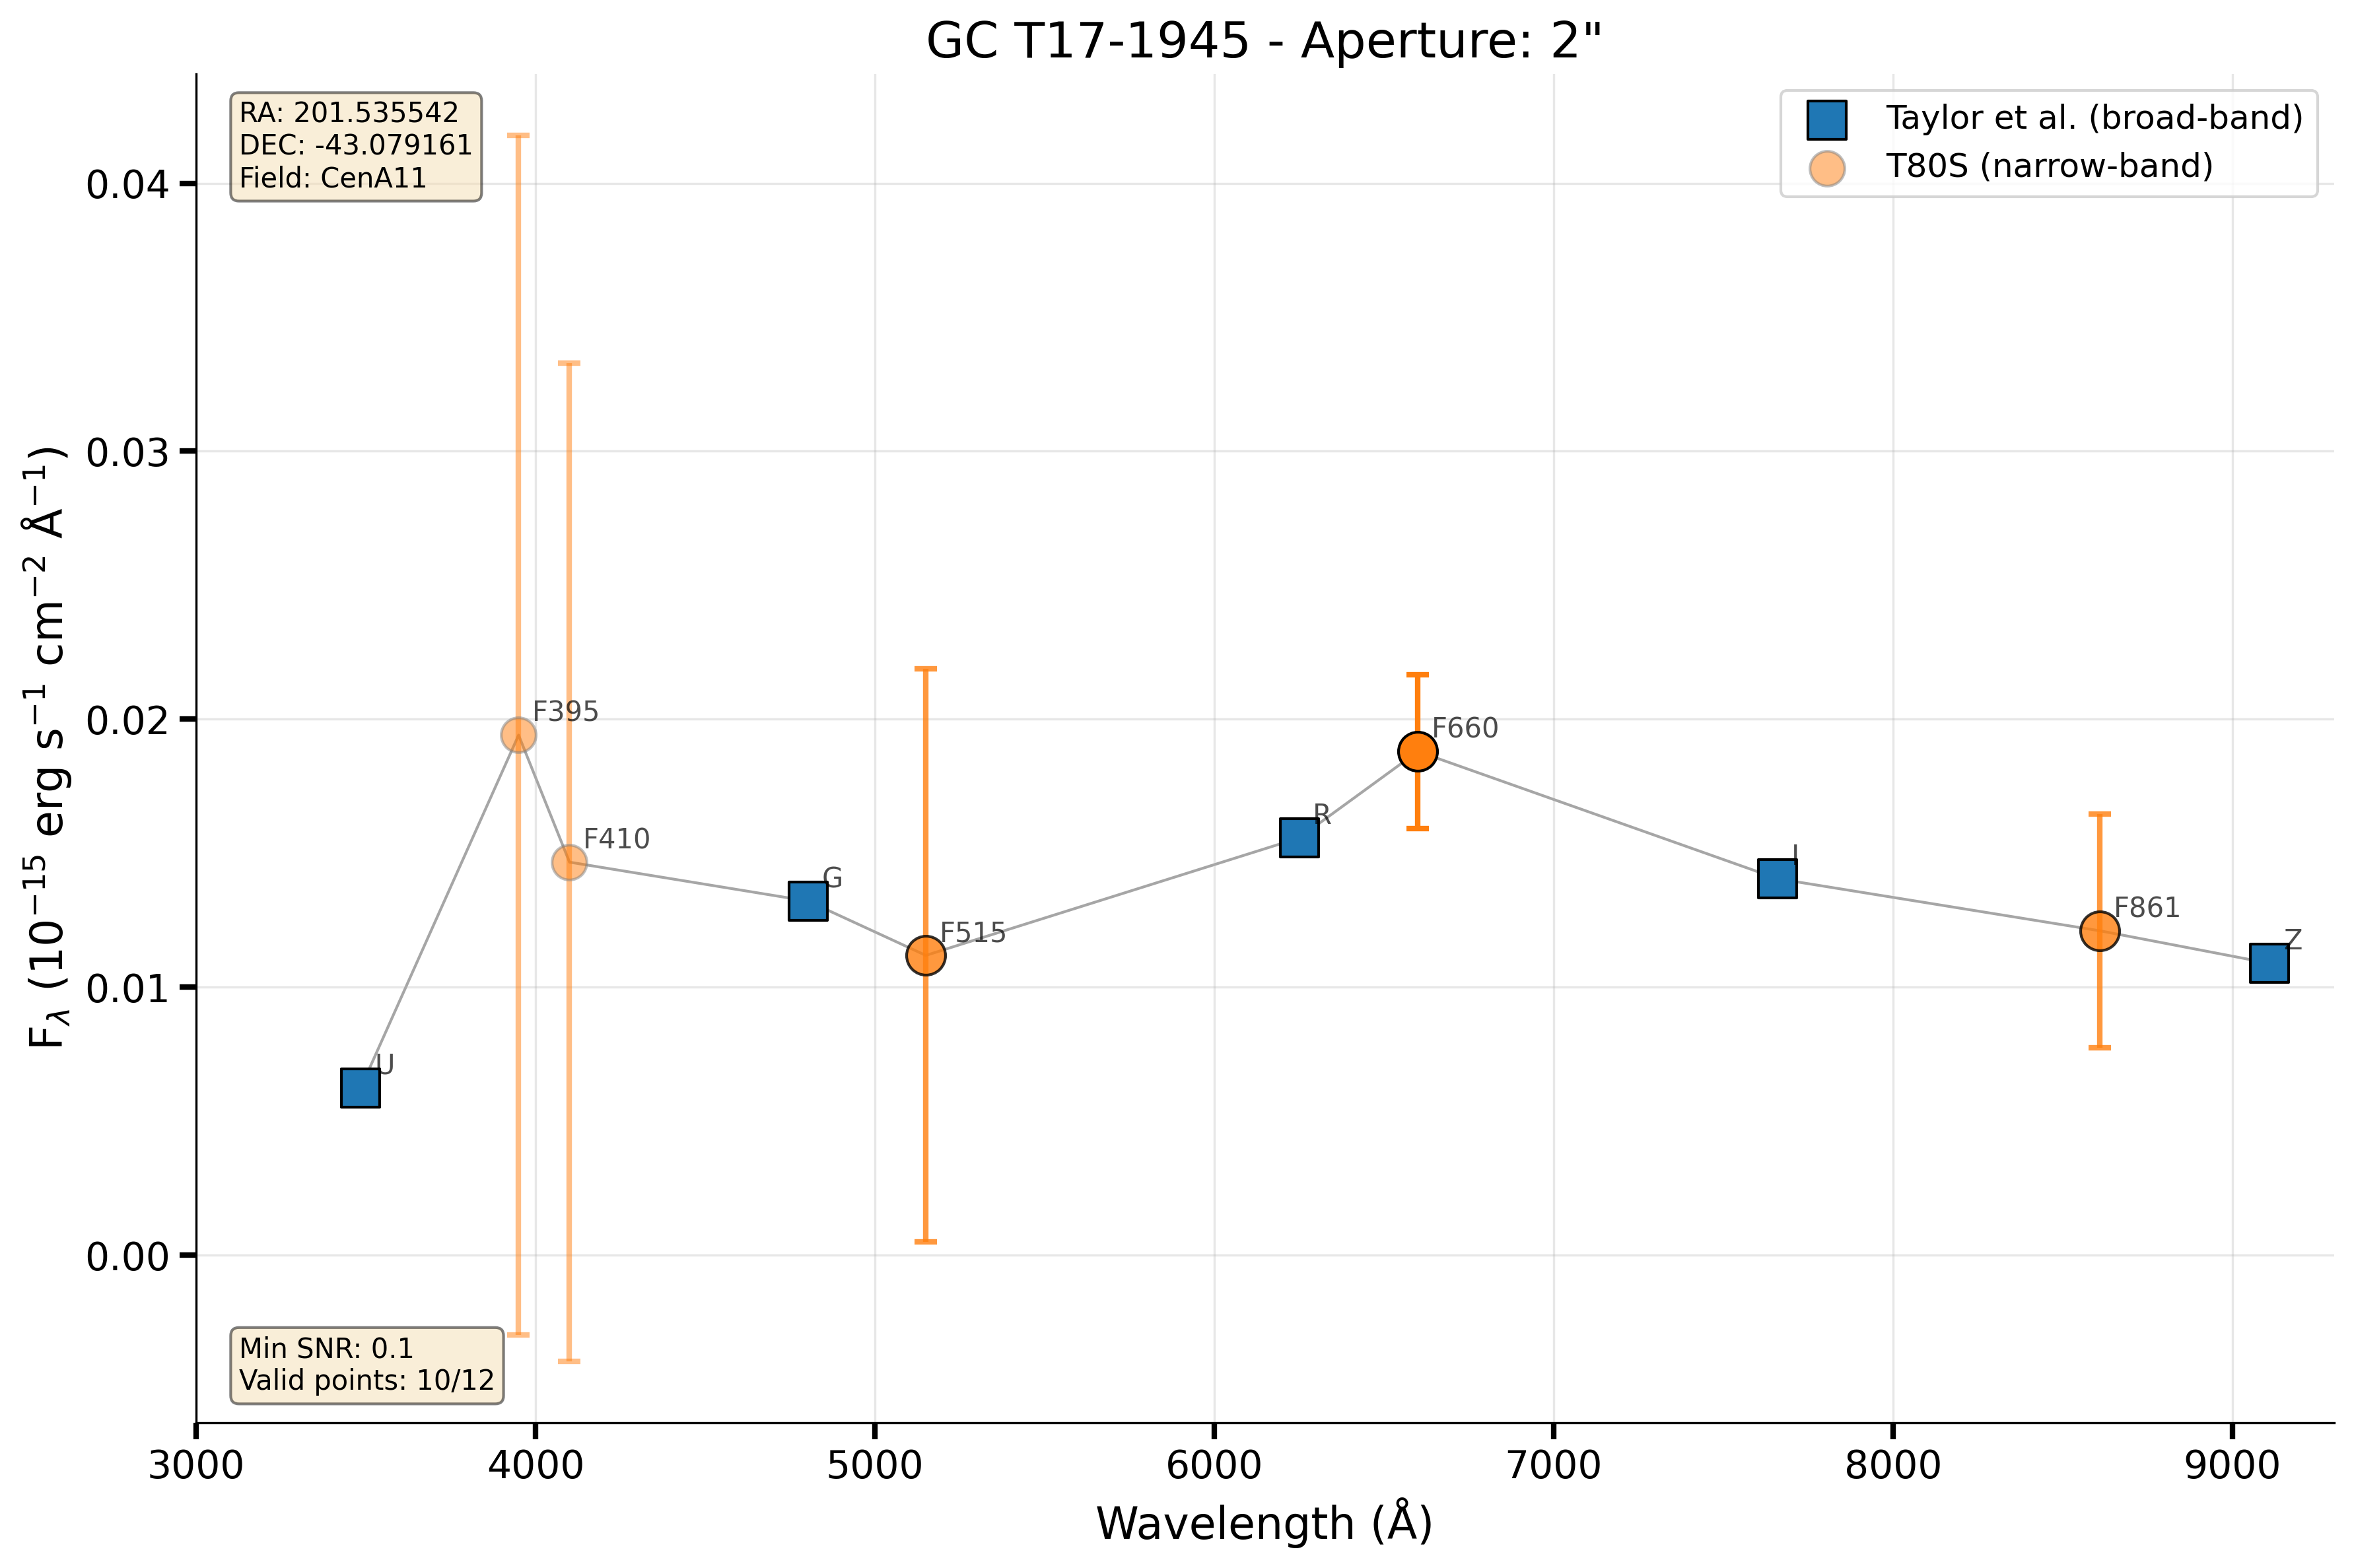 GC T17-1945 - Aperture: 2"
RA: 201.535542
DEC: -43.079161
Field: CenA11
Taylor et al. (broad-band)
T80S (narrow-band)
F_λ (10⁻¹⁵ erg s⁻¹ cm⁻² Å⁻¹)
0.04
0.03
0.02
0.01
0.00
U
F395
F410
G
F515
R
F660
I
F861
Z
Min SNR: 0.1
Valid points: 10/12
3000 4000 5000 6000 7000 8000 9000
Wavelength (Å)